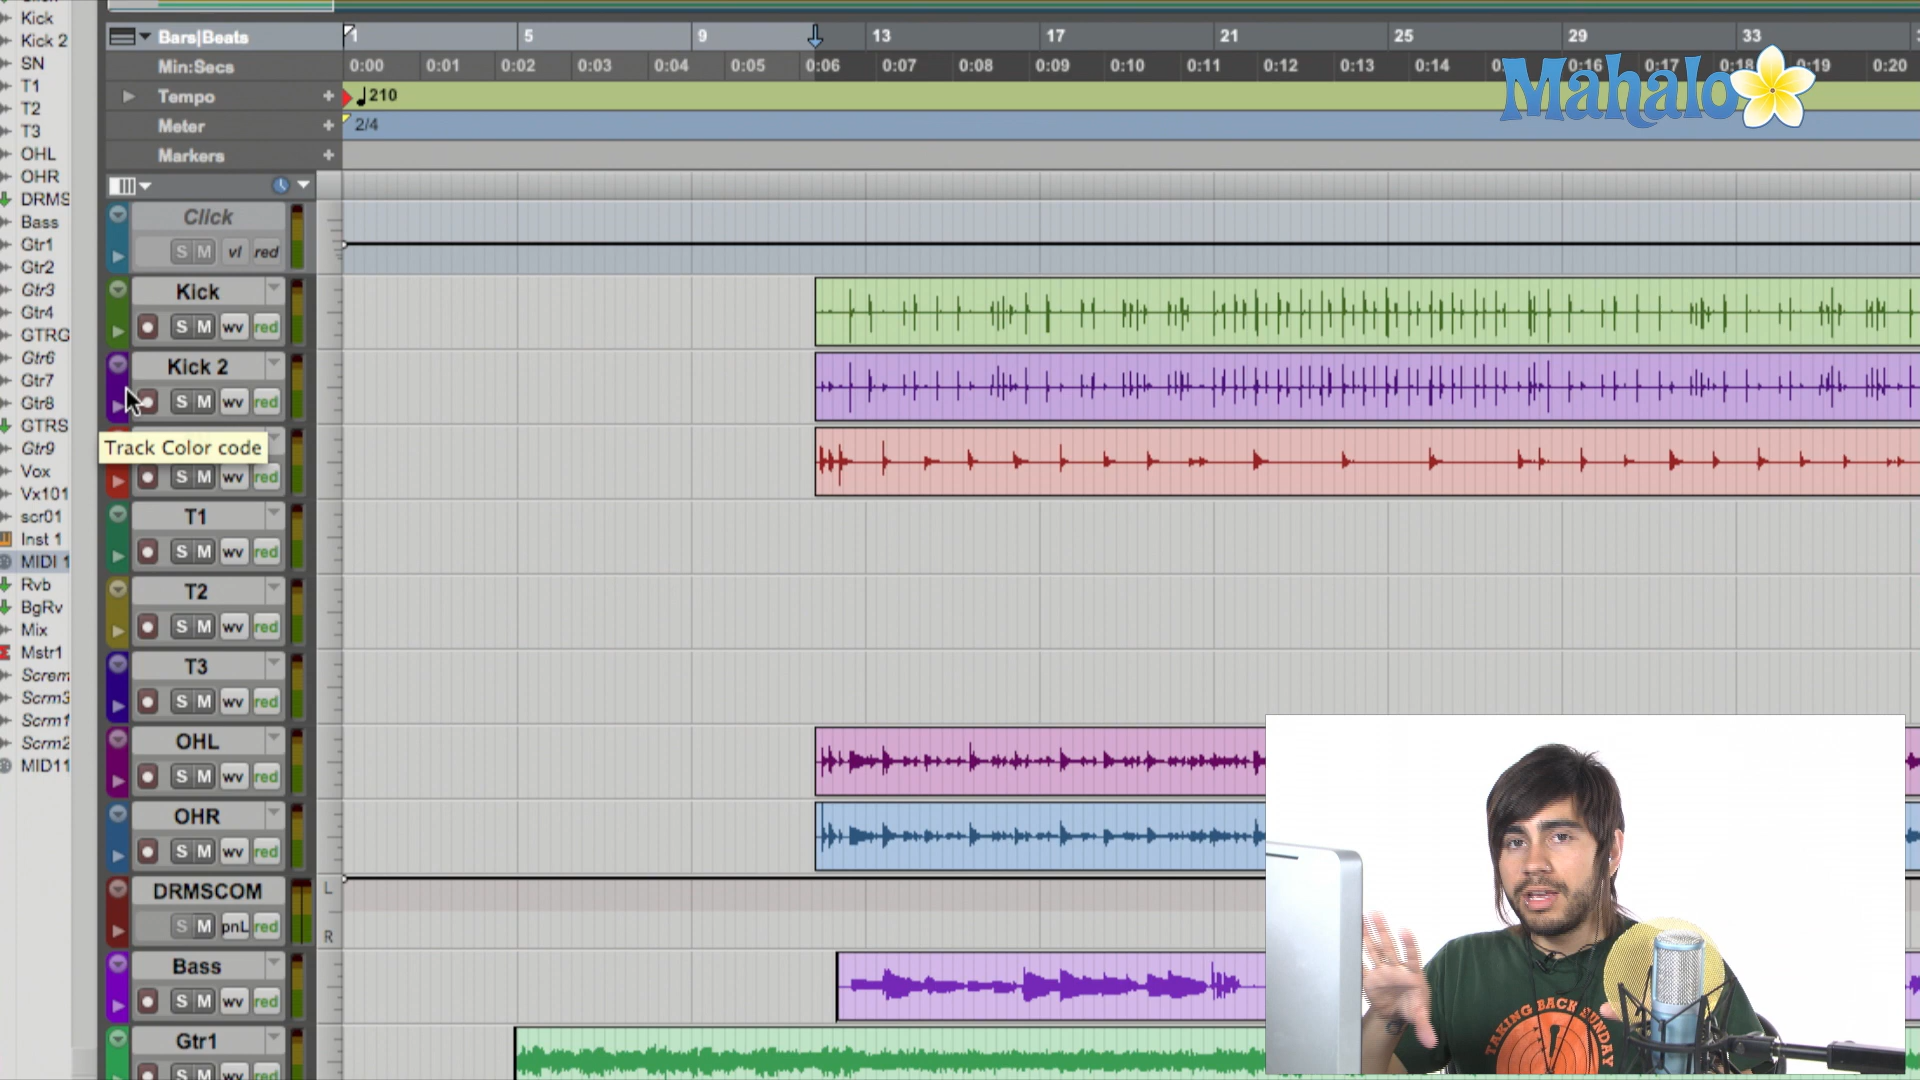 Kick
Kick 2
SN
T1
T2
T3
OHL
OHR
DRMS
Bass
Gtr1
Gtr2
Gtr3
Gtr4
GTRG
Gtr6
Gtr7
Gtr8
GTRS
Gtr9
Vox
Vx101
scr01
Inst 1
MIDI 1
Rvb
BgRv
Mix
Mstr1
Screm
Scrm3
Scrm1
Scrm2
MID11
Bars|Beats 1 5 9 13 17 21 25 29 33
Min:Secs 0:00 0:01 0:02 0:03 0:04 0:05 0:06 0:07 0:08 0:09 0:10 0:11 0:12 0:13 0:14 0:16 0:17 0:18 0:19 0:20
Tempo + 210
Meter + 2/4
Markers +
Mahalo
Click
S M vl red
Kick
S M wv red
Kick 2
S M wv red
Track Color code
S M wv red
T1
S M wv red
T2
S M wv red
T3
S M wv red
OHL
S M wv red
OHR
S M wv red
DRMSCOM L
S M pnL red R
Bass
S M wv red
Gtr1
S M wv red
TAKING BACK SUNDAY